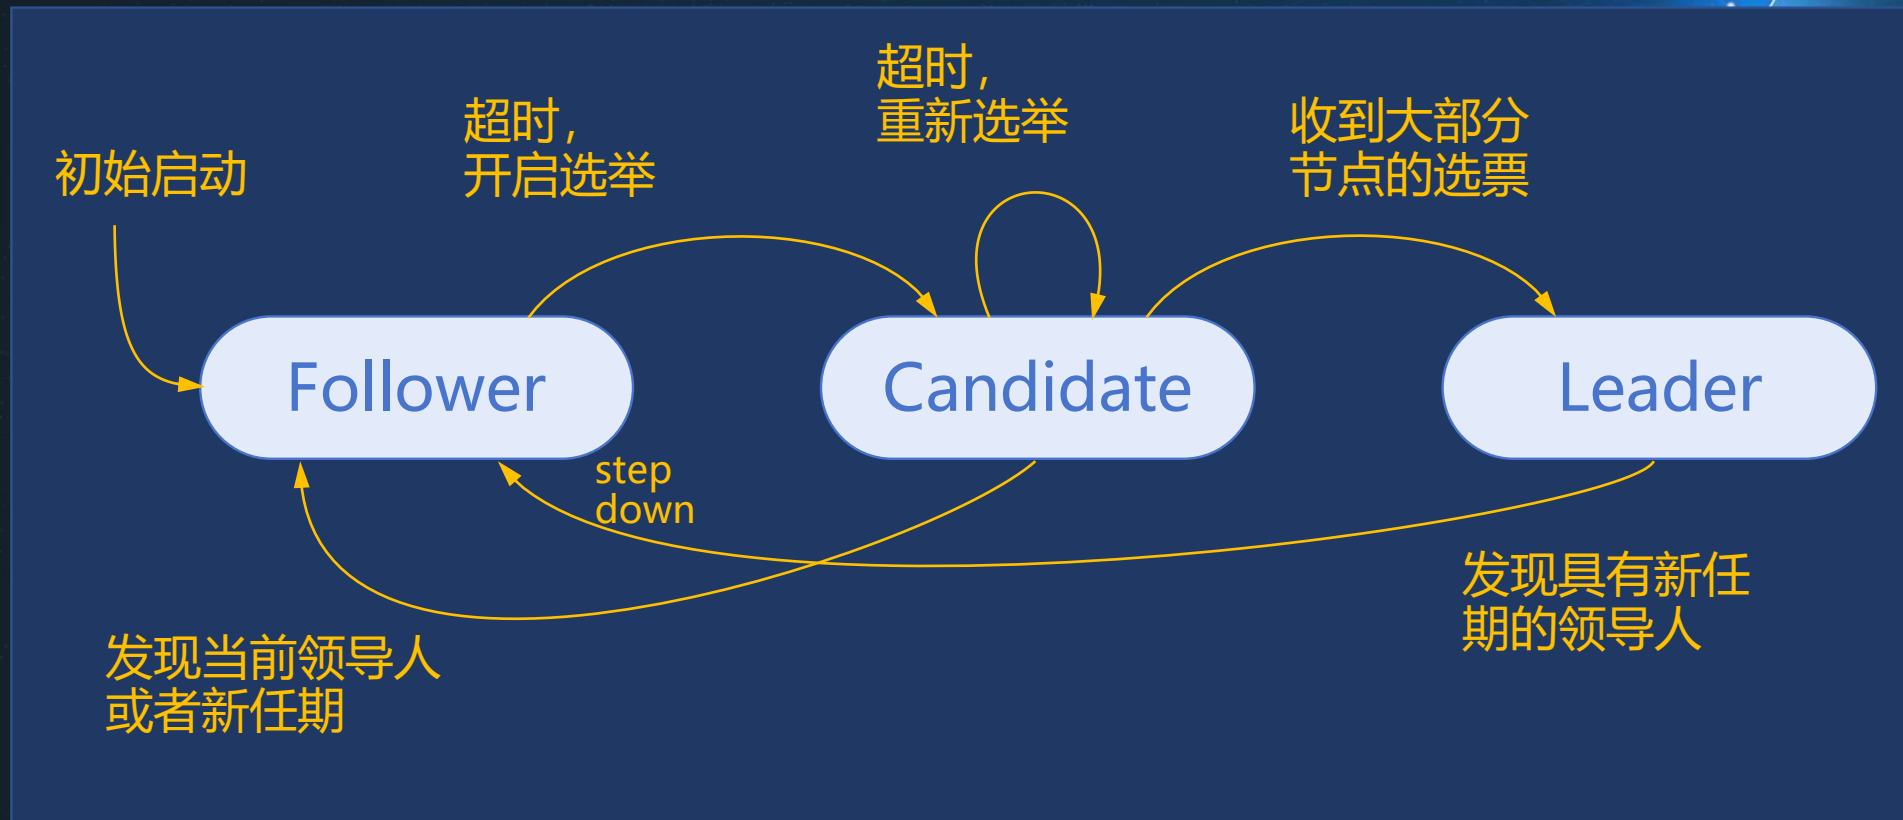 初始启动
超时，
开启选举
超时，
重新选举
收到大部分
节点的选票
Follower
Candidate
Leader
step
down
发现当前领导人
或者新任期
发现具有新任
期的领导人